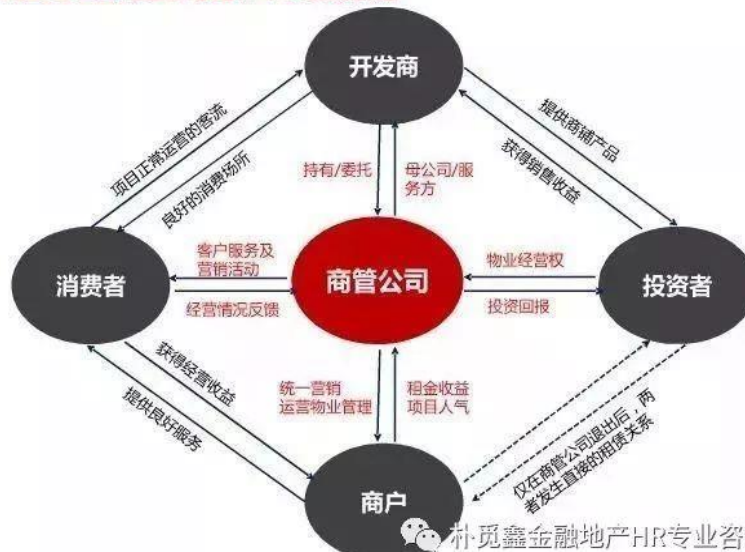 开发商
项目正常运营的客流
良好的消费场所
提供商铺产品
获得销售收益
持有/委托
母公司/服
务方
消费者
客户服务及
营销活动
经营情况反馈
商管公司
物业经营权
投资回报
投资者
获得经营收益
提供良好服务
统一营销
运营物业管理
租金收益
项目人气
仅在商管公司退出后，两
者发生直接的租赁关系
商户
朴觅鑫金融地产HR专业咨